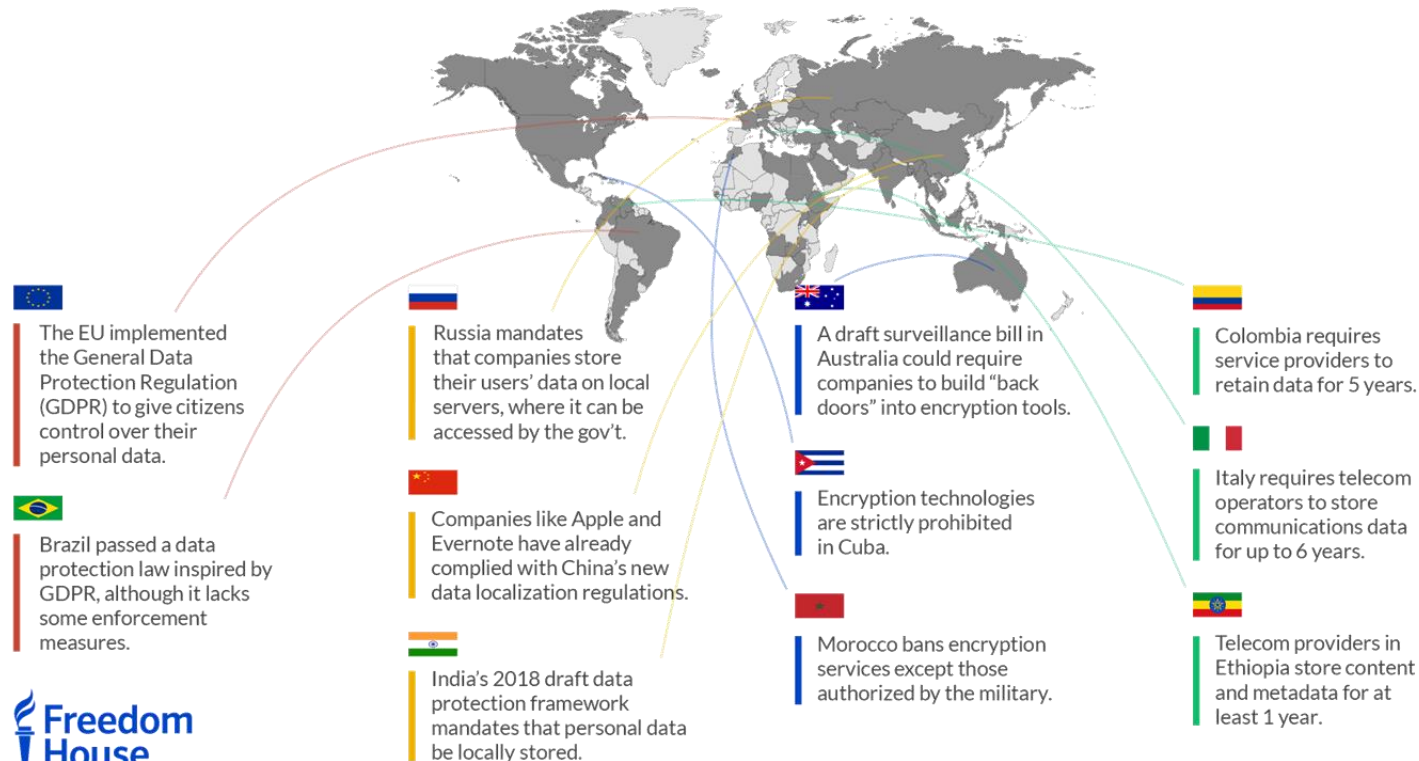 The EU implemented
the General Data
Protection Regulation
(GDPR) to give citizens
control over their
personal data.
Brazil passed a data
protection law inspired by
GDPR, although it lacks
some enforcement
measures.
Freedom
House
Russia mandates
that companies store
their users’ data on local
servers, where it can be
accessed by the gov’t.
Companies like Apple and
Evernote have already
complied with China’s new
data localization regulations.
India’s 2018 draft data
protection framework
mandates that personal data
be locally stored.
A draft surveillance bill in
Australia could require
companies to build “back
doors” into encryption tools.
Encryption technologies
are strictly prohibited
in Cuba.
Morocco bans encryption
services except those
authorized by the military.
Colombia requires
service providers to
retain data for 5 years.
Italy requires telecom
operators to store
communications data
for up to 6 years.
Telecom providers in
Ethiopia store content
and metadata for at
least 1 year.